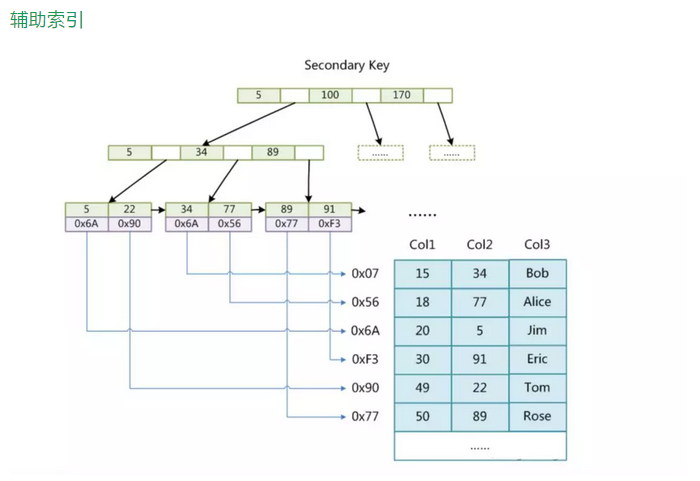 辅助索引
Secondary Key
5 100 170
5 34 89 ...... ......
5 22 34 77 89 91 ......
0x6A 0x90 0x6A 0x56 0x77 0xF3
Col1 Col2 Col3
0x07 15 34 Bob
0x56 18 77 Alice
0x6A 20 5 Jim
0xF3 30 91 Eric
0x90 49 22 Tom
0x77 50 89 Rose
......